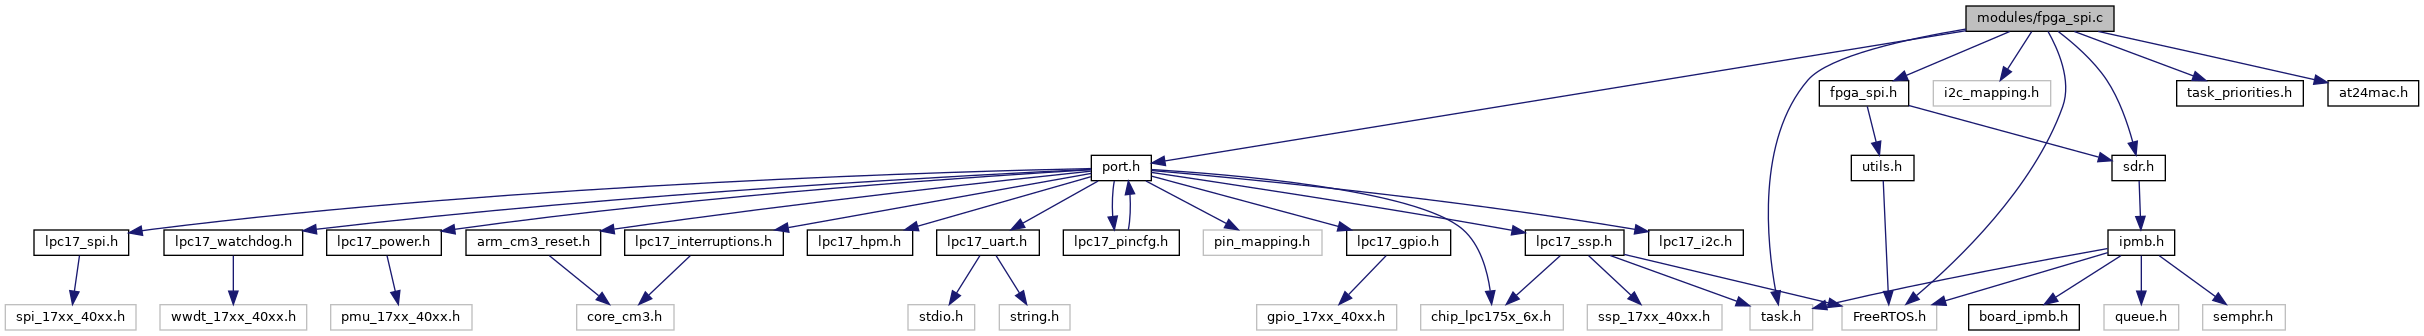 modules/fpga_spi.c
fpga_spi.h
i2c_mapping.h
task_priorities.h
at24mac.h
port.h
utils.h
sdr.h
lpc17_spi.h
lpc17_watchdog.h
lpc17_power.h
arm_cm3_reset.h
lpc17_interruptions.h
lpc17_hpm.h
lpc17_uart.h
lpc17_pincfg.h
pin_mapping.h
lpc17_gpio.h
lpc17_ssp.h
lpc17_i2c.h
ipmb.h
spi_17xx_40xx.h
wwdt_17xx_40xx.h
pmu_17xx_40xx.h
core_cm3.h
stdio.h
string.h
gpio_17xx_40xx.h
chip_lpc175x_6x.h
ssp_17xx_40xx.h
task.h
FreeRTOS.h
board_ipmb.h
queue.h
semphr.h